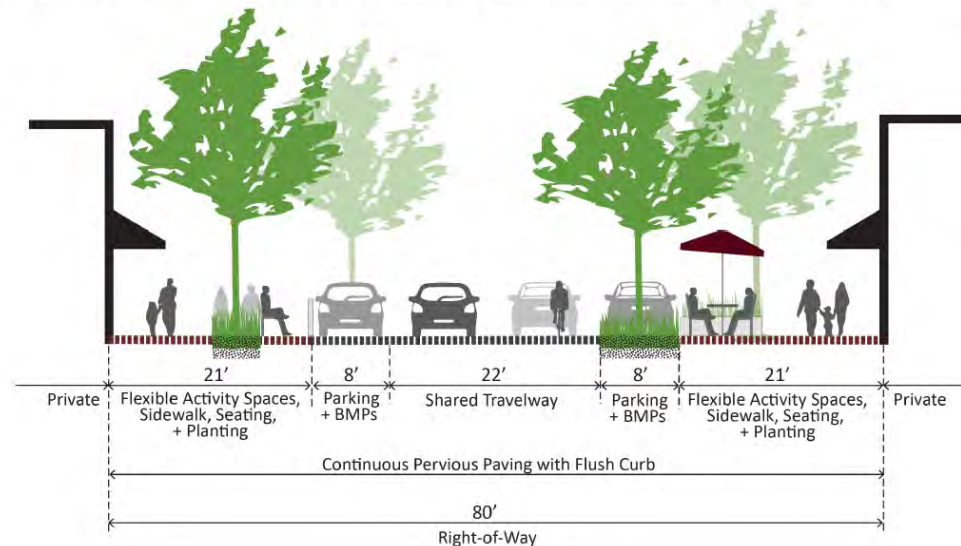 21’ 8’ 22’ 8’ 21’
Private Flexible Activity Spaces, Parking Shared Travelway Parking Flexible Activity Spaces, Private
Sidewalk, Seating, + BMPs + BMPs Sidewalk, Seating,
+ Planting + Planting
Continuous Pervious Paving with Flush Curb
80’
Right-of-Way